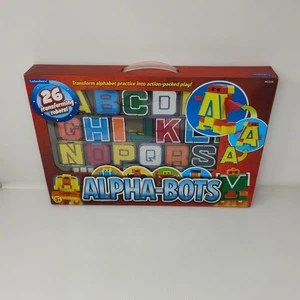 Lakeshore
Transform alphabet practice into action-packed play!
26
transforming
robots!
A B C D
G H I K L
N O P Q R S
A
A
A
ALPHA-BOTS
M